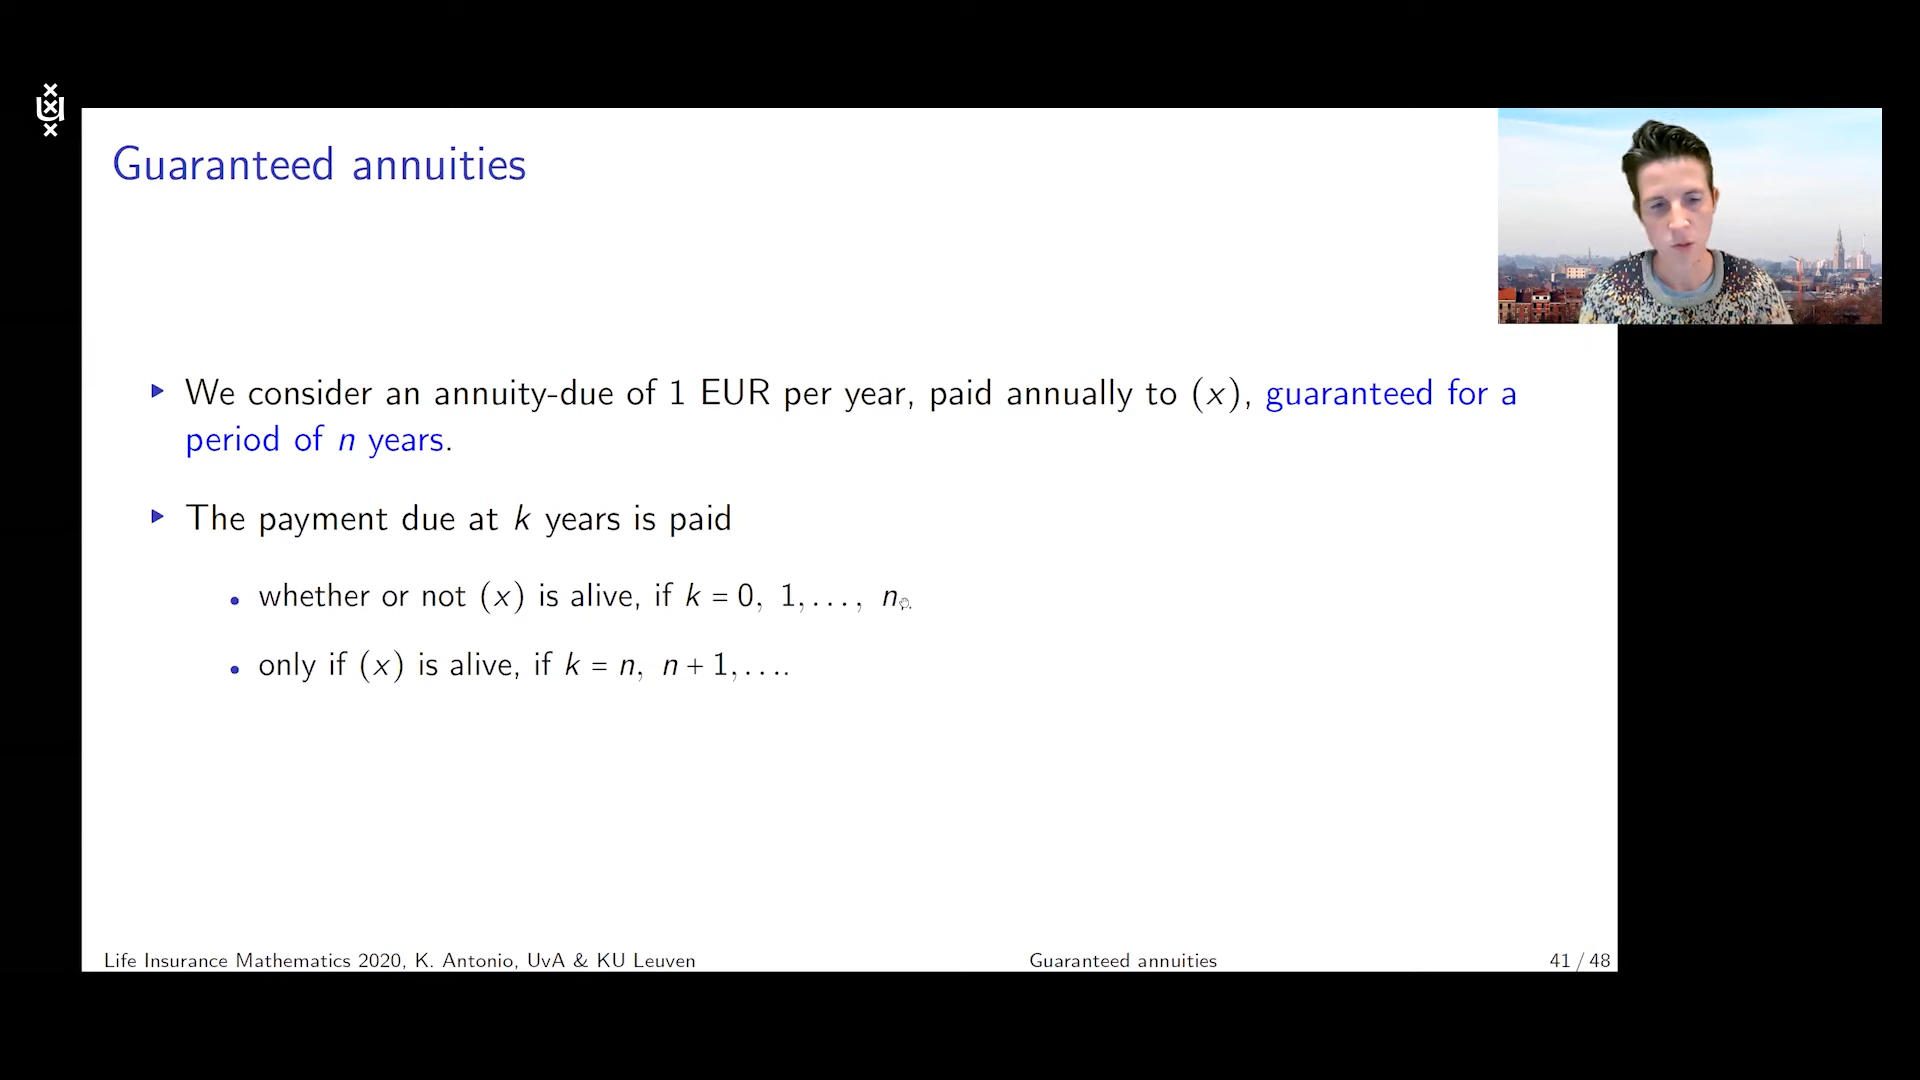 Guaranteed annuities
We consider an annuity-due of 1 EUR per year, paid annually to (x), guaranteed for a
period of n years.
The payment due at k years is paid
whether or not (x) is alive, if k = 0, 1, . . . , n.
only if (x) is alive, if k = n, n + 1, . . . .
Life Insurance Mathematics 2020, K. Antonio, UvA & KU Leuven
Guaranteed annuities
41 / 48